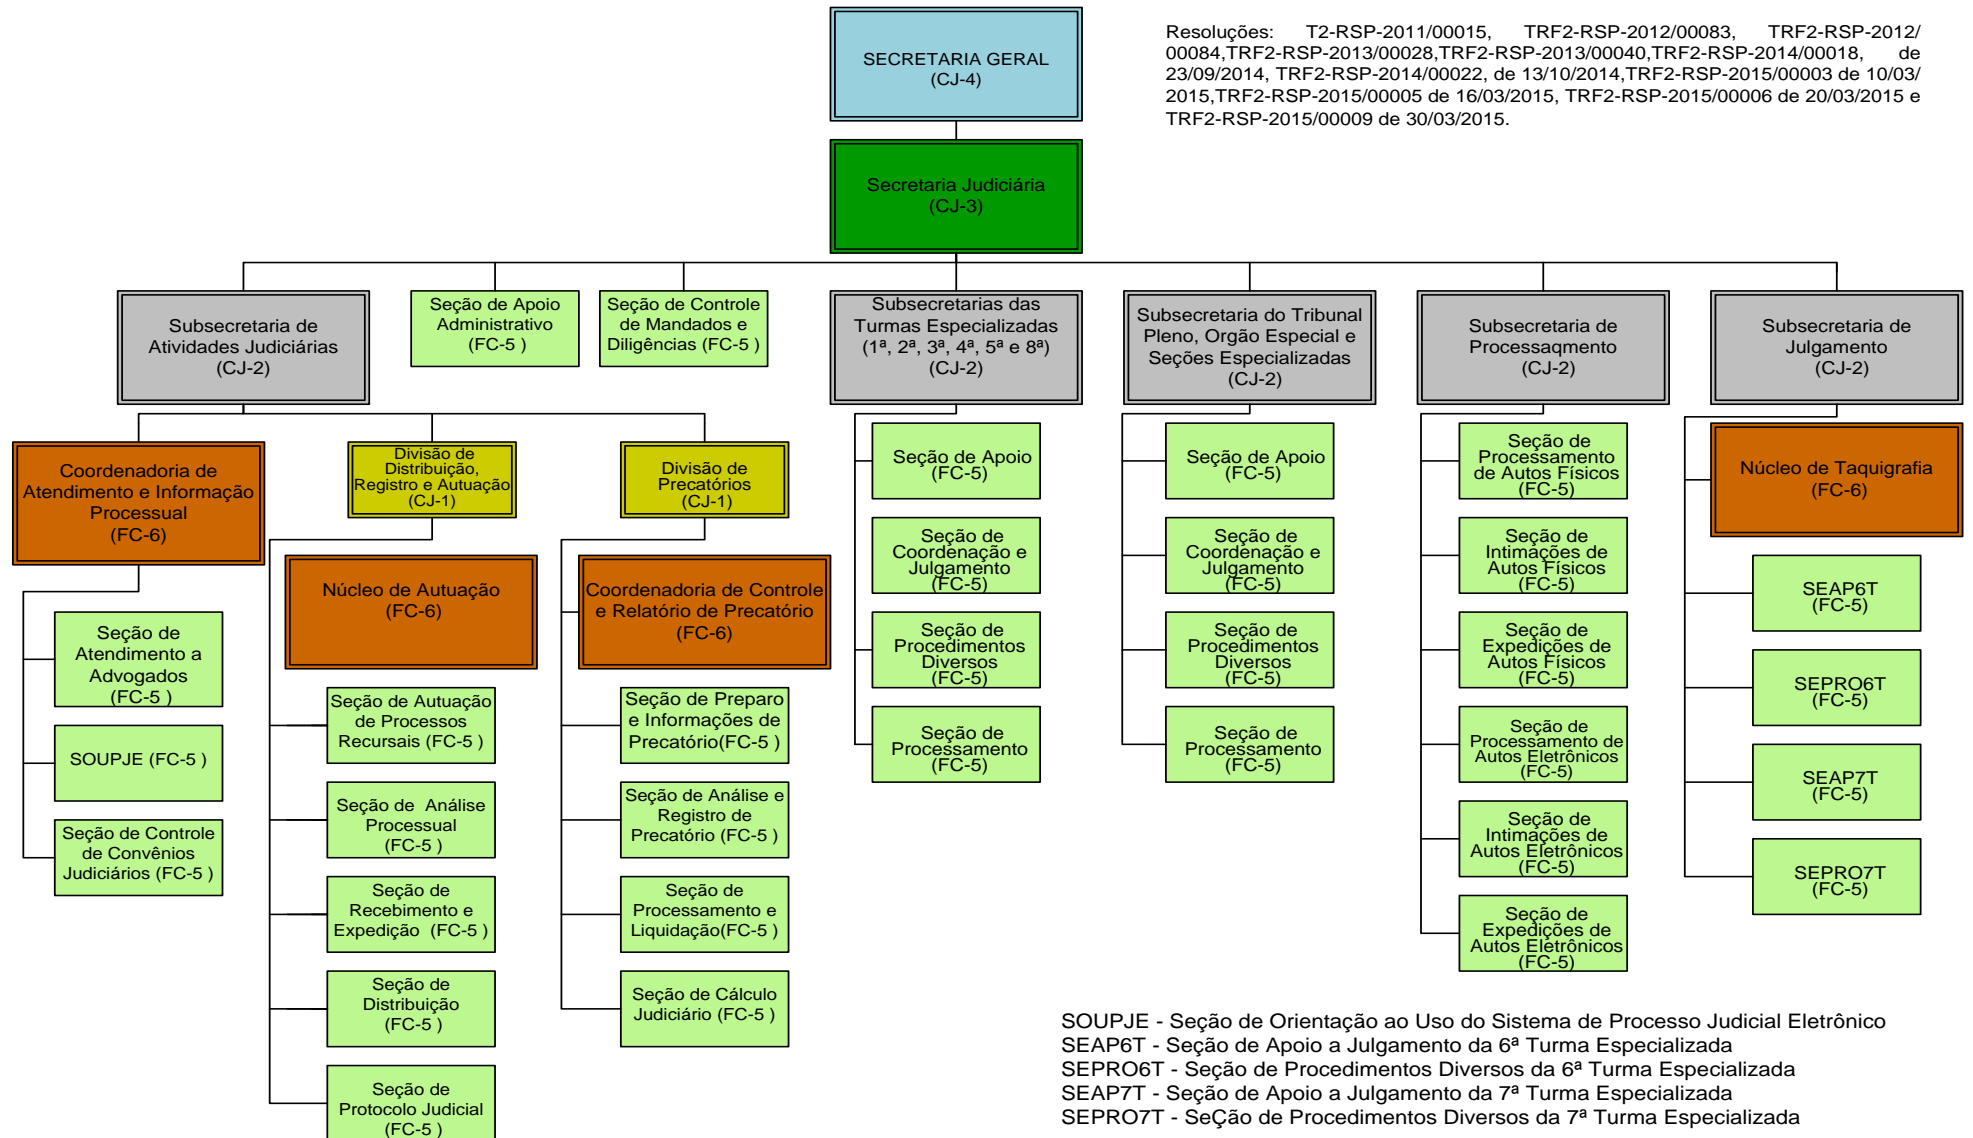 SECRETARIA GERAL
(CJ-4)
Resoluções: T2-RSP-2011/00015, TRF2-RSP-2012/00083, TRF2-RSP-2012/
00084,TRF2-RSP-2013/00028,TRF2-RSP-2013/00040,TRF2-RSP-2014/00018, de
23/09/2014, TRF2-RSP-2014/00022, de 13/10/2014,TRF2-RSP-2015/00003 de 10/03/
2015,TRF2-RSP-2015/00005 de 16/03/2015, TRF2-RSP-2015/00006 de 20/03/2015 e
TRF2-RSP-2015/00009 de 30/03/2015.
Secretaria Judiciária
(CJ-3)
Subsecretaria de
Atividades Judiciárias
(CJ-2)
Seção de Apoio
Administrativo
(FC-5 )
Seção de Controle
de Mandados e
Diligências (FC-5 )
Subsecretarias das
Turmas Especializadas
(1ª, 2ª, 3ª, 4ª, 5ª e 8ª)
(CJ-2)
Subsecretaria do Tribunal
Pleno, Orgão Especial e
Seções Especializadas
(CJ-2)
Subsecretaria de
Processaqmento
(CJ-2)
Subsecretaria de
Julgamento
(CJ-2)
Coordenadoria de
Atendimento e Informação
Processual
(FC-6)
Divisão de
Distribuição,
Registro e Autuação
(CJ-1)
Divisão de
Precatórios
(CJ-1)
Seção de
Atendimento a
Advogados
(FC-5 )
SOUPJE (FC-5 )
Seção de Controle
de Convênios
Judiciários (FC-5 )
Núcleo de Autuação
(FC-6)
Seção de Autuação
de Processos
Recursais (FC-5 )
Seção de Análise
Processual
(FC-5 )
Seção de
Recebimento e
Expedição (FC-5 )
Seção de
Distribuição
(FC-5 )
Seção de
Protocolo Judicial
(FC-5 )
Coordenadoria de Controle
e Relatório de Precatório
(FC-6)
Seção de Preparo
e Informações de
Precatório(FC-5 )
Seção de Análise e
Registro de
Precatório (FC-5 )
Seção de
Processamento e
Liquidação(FC-5 )
Seção de Cálculo
Judiciário (FC-5 )
Seção de Apoio
(FC-5)
Seção de
Coordenação e
Julgamento
(FC-5)
Seção de
Procedimentos
Diversos
(FC-5)
Seção de
Processamento
(FC-5)
Seção de Apoio
(FC-5)
Seção de
Coordenação e
Julgamento
(FC-5)
Seção de
Procedimentos
Diversos
(FC-5)
Seção de
Processamento
(FC-5)
Seção de
Processamento
de Autos Físicos
(FC-5)
Seção de
Intimações de
Autos Físicos
(FC-5)
Seção de
Expedições de
Autos Físicos
(FC-5)
Seção de
Processamento de
Autos Eletrônicos
(FC-5)
Seção de
Intimações de
Autos Eletrônicos
(FC-5)
Seção de
Expedições de
Autos Eletrônicos
(FC-5)
Núcleo de Taquigrafia
(FC-6)
SEAP6T
(FC-5)
SEPRO6T
(FC-5)
SEAP7T
(FC-5)
SEPRO7T
(FC-5)
SOUPJE - Seção de Orientação ao Uso do Sistema de Processo Judicial Eletrônico
SEAP6T - Seção de Apoio a Julgamento da 6ª Turma Especializada
SEPRO6T - Seção de Procedimentos Diversos da 6ª Turma Especializada
SEAP7T - Seção de Apoio a Julgamento da 7ª Turma Especializada
SEPRO7T - SeÇão de Procedimentos Diversos da 7ª Turma Especializada